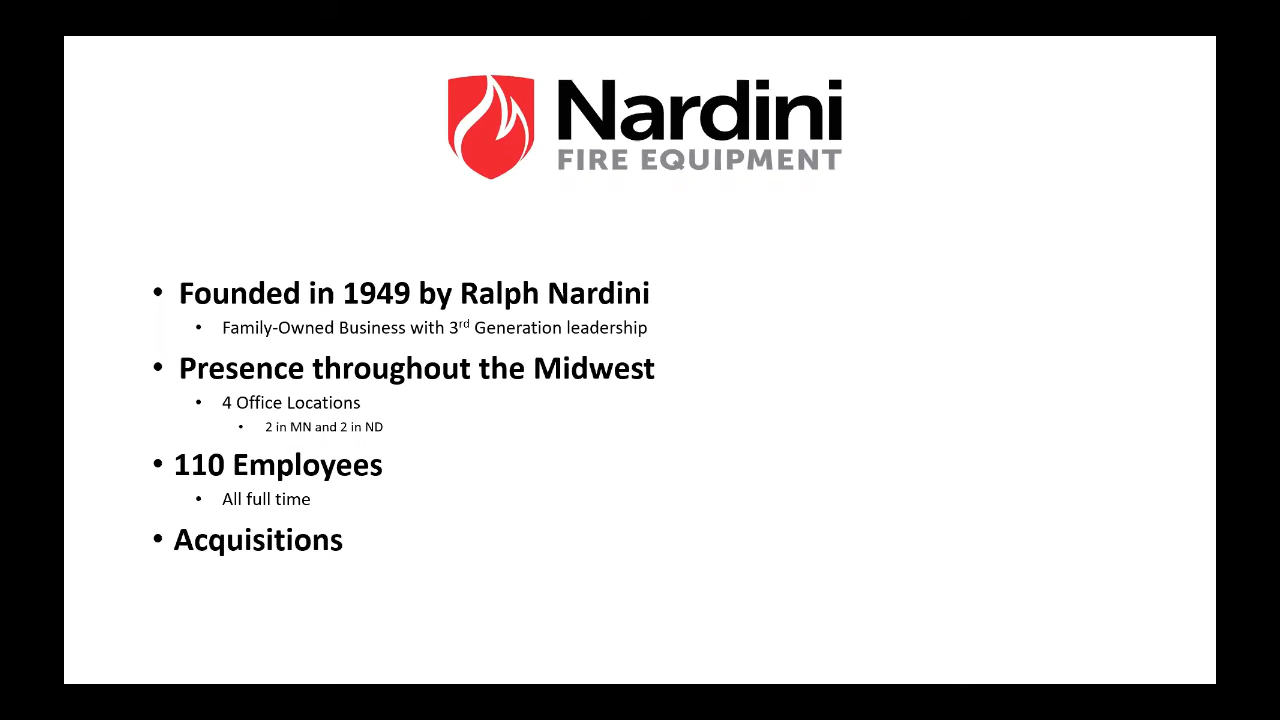 Nardini
FIRE EQUIPMENT
• Founded in 1949 by Ralph Nardini
• Family-Owned Business with 3rd Generation leadership
• Presence throughout the Midwest
• 4 Office Locations
• 2 in MN and 2 in ND
• 110 Employees
• All full time
• Acquisitions